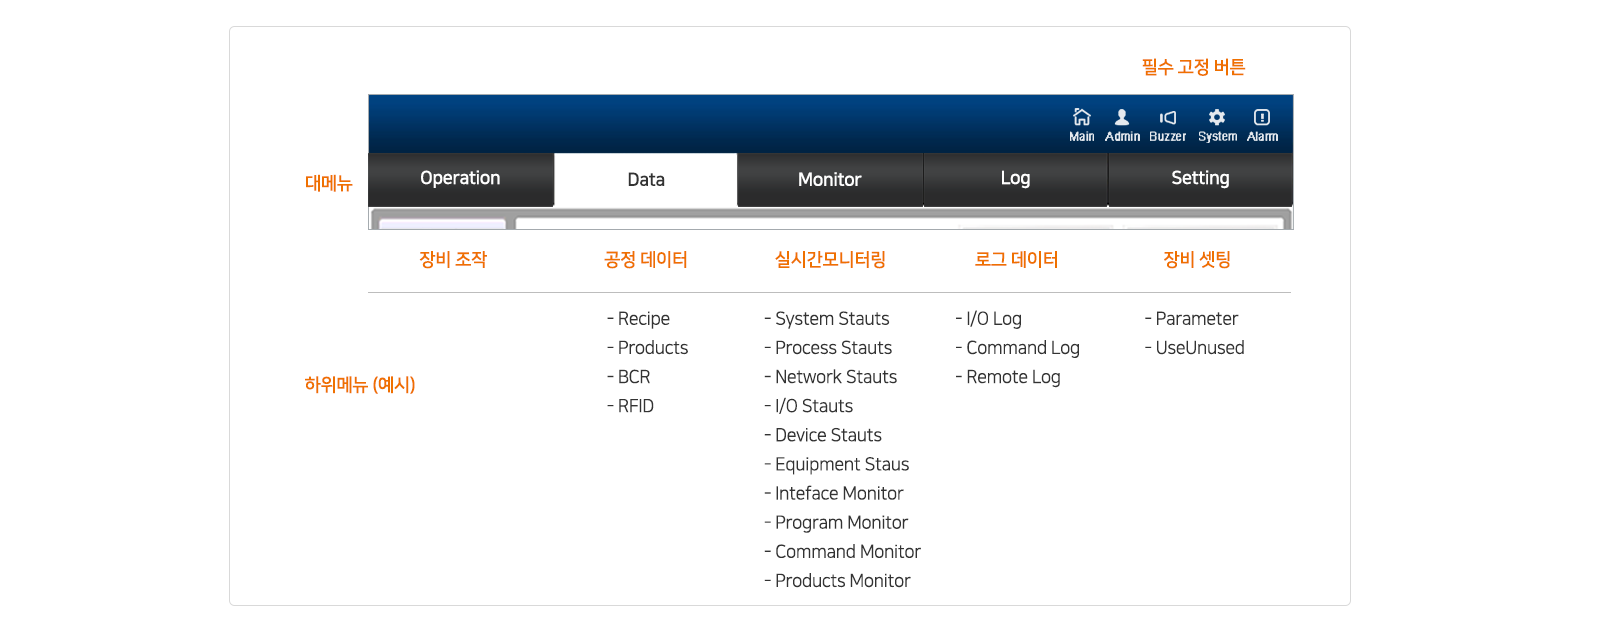 필수 고정 버튼
Main Admin Buzzer System Alarm
대메뉴 Operation Data Monitor Log Setting
장비 조작 공정 데이터 실시간모니터링 로그 데이터 장비 셋팅
하위메뉴 (예시)
- Recipe
- Products
- BCR
- RFID
- System Stauts
- Process Stauts
- Network Stauts
- I/O Stauts
- Device Stauts
- Equipment Staus
- Inteface Monitor
- Program Monitor
- Command Monitor
- Products Monitor
- I/O Log
- Command Log
- Remote Log
- Parameter
- UseUnused